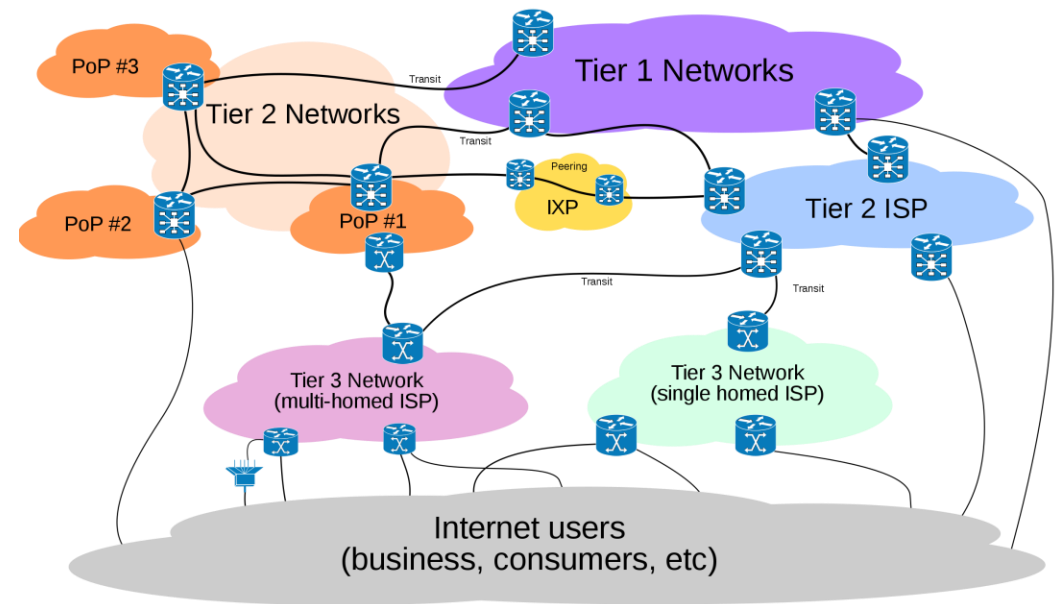 PoP #3
Transit
Tier 1 Networks
Tier 2 Networks
Transit
Peering
IXP
PoP #2
PoP #1
Tier 2 ISP
Transit
Transit
Tier 3 Network
(multi-homed ISP)
Tier 3 Network
(single homed ISP)
Internet users
(business, consumers, etc)